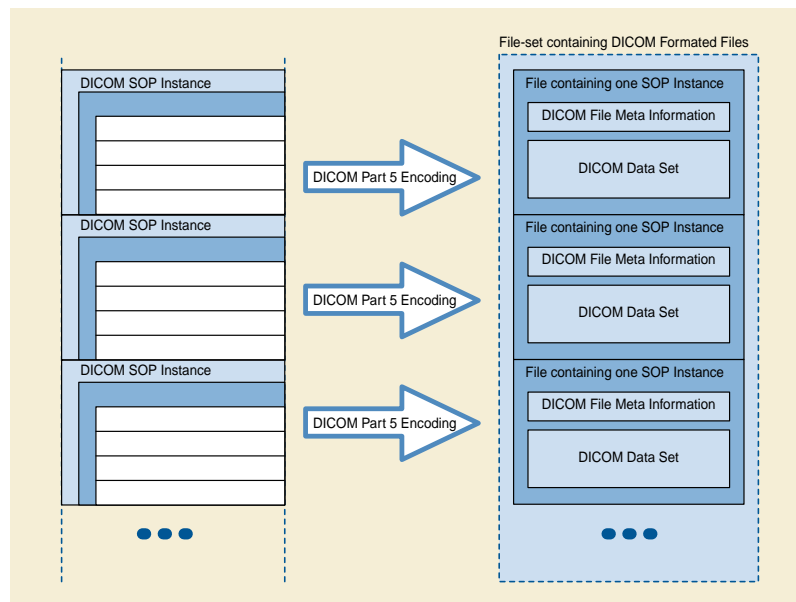 File-set containing DICOM Formated Files
DICOM SOP Instance
DICOM Part 5 Encoding
File containing one SOP Instance
DICOM File Meta Information
DICOM Data Set
DICOM SOP Instance
DICOM Part 5 Encoding
File containing one SOP Instance
DICOM File Meta Information
DICOM Data Set
DICOM SOP Instance
DICOM Part 5 Encoding
File containing one SOP Instance
DICOM File Meta Information
DICOM Data Set